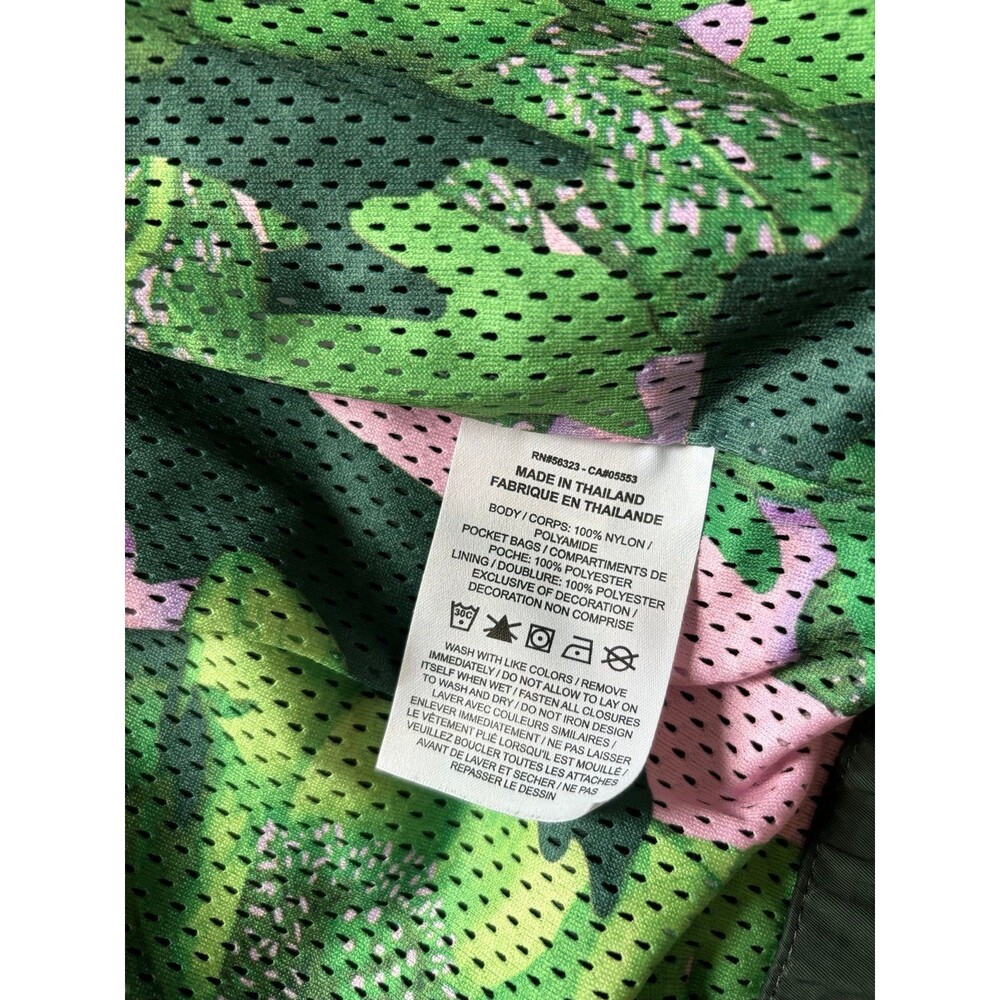 RN#56323 - CA#05553
MADE IN THAILAND
FABRIQUE EN THAILANDE
BODY / CORPS: 100% NYLON /
POLYAMIDE
POCKET BAGS / COMPARTIMENTS DE
POCHE: 100% POLYESTER
LINING / DOUBLURE: 100% POLYESTER
EXCLUSIVE OF DECORATION /
DECORATION NON COMPRISE
30C
WASH WITH LIKE COLORS / REMOVE
IMMEDIATELY / DO NOT ALLOW TO LAY ON
ITSELF WHEN WET / FASTEN ALL CLOSURES
TO WASH AND DRY / DO NOT IRON DESIGN
LAVER AVEC COULEURS SIMILAIRES /
ENLEVER IMMEDIATEMENT / NE PAS LAISSER
LE VÊTEMENT PLIÉ LORSQU'IL EST MOUILLÉ /
VEUILLEZ BOUCLER TOUTES LES ATTACHES
AVANT DE LAVER ET SECHER / NE PAS
REPASSER LE DESSIN